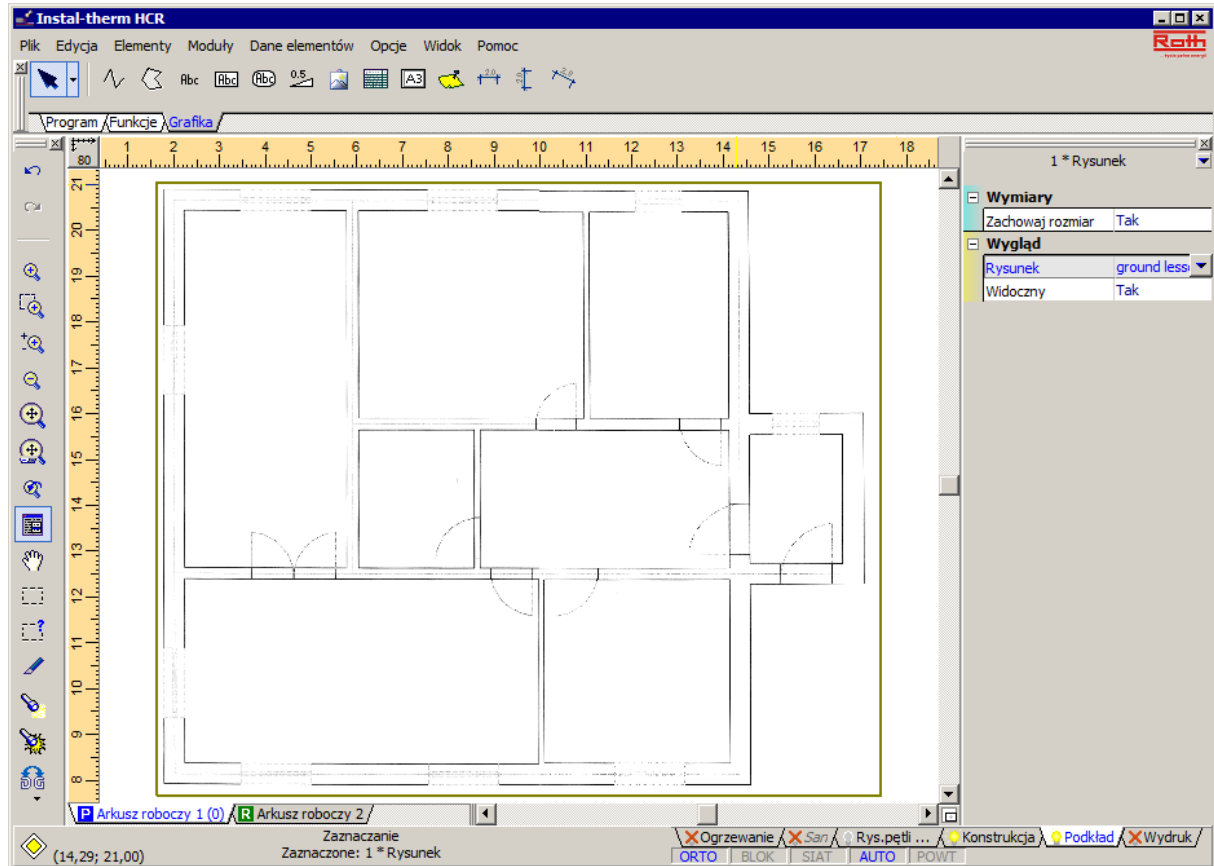 Instal-therm HCR
Plik Edycja Elementy Moduły Dane elementów Opcje Widok Pomoc
Roth
Abc Abc Abc 0.5 A3 2.0
Program Funkcje Grafika
80 1 2 3 4 5 6 7 8 9 10 11 12 13 14 15 16 17 18
21
20
19
18
17
16
15
14
13
12
11
10
9
8
1 * Rysunek
Wymiary
Zachowaj rozmiar Tak
Wygląd
Rysunek ground less
Widoczny Tak
P Arkusz roboczy 1 (0) R Arkusz roboczy 2
Zaznaczanie
(14,29; 21,00) Zaznaczone: 1 * Rysunek
Ogrzewanie San Rys.pętli ... Konstrukcja Podkład Wydruk
ORTO BLOK SIAT AUTO POWT